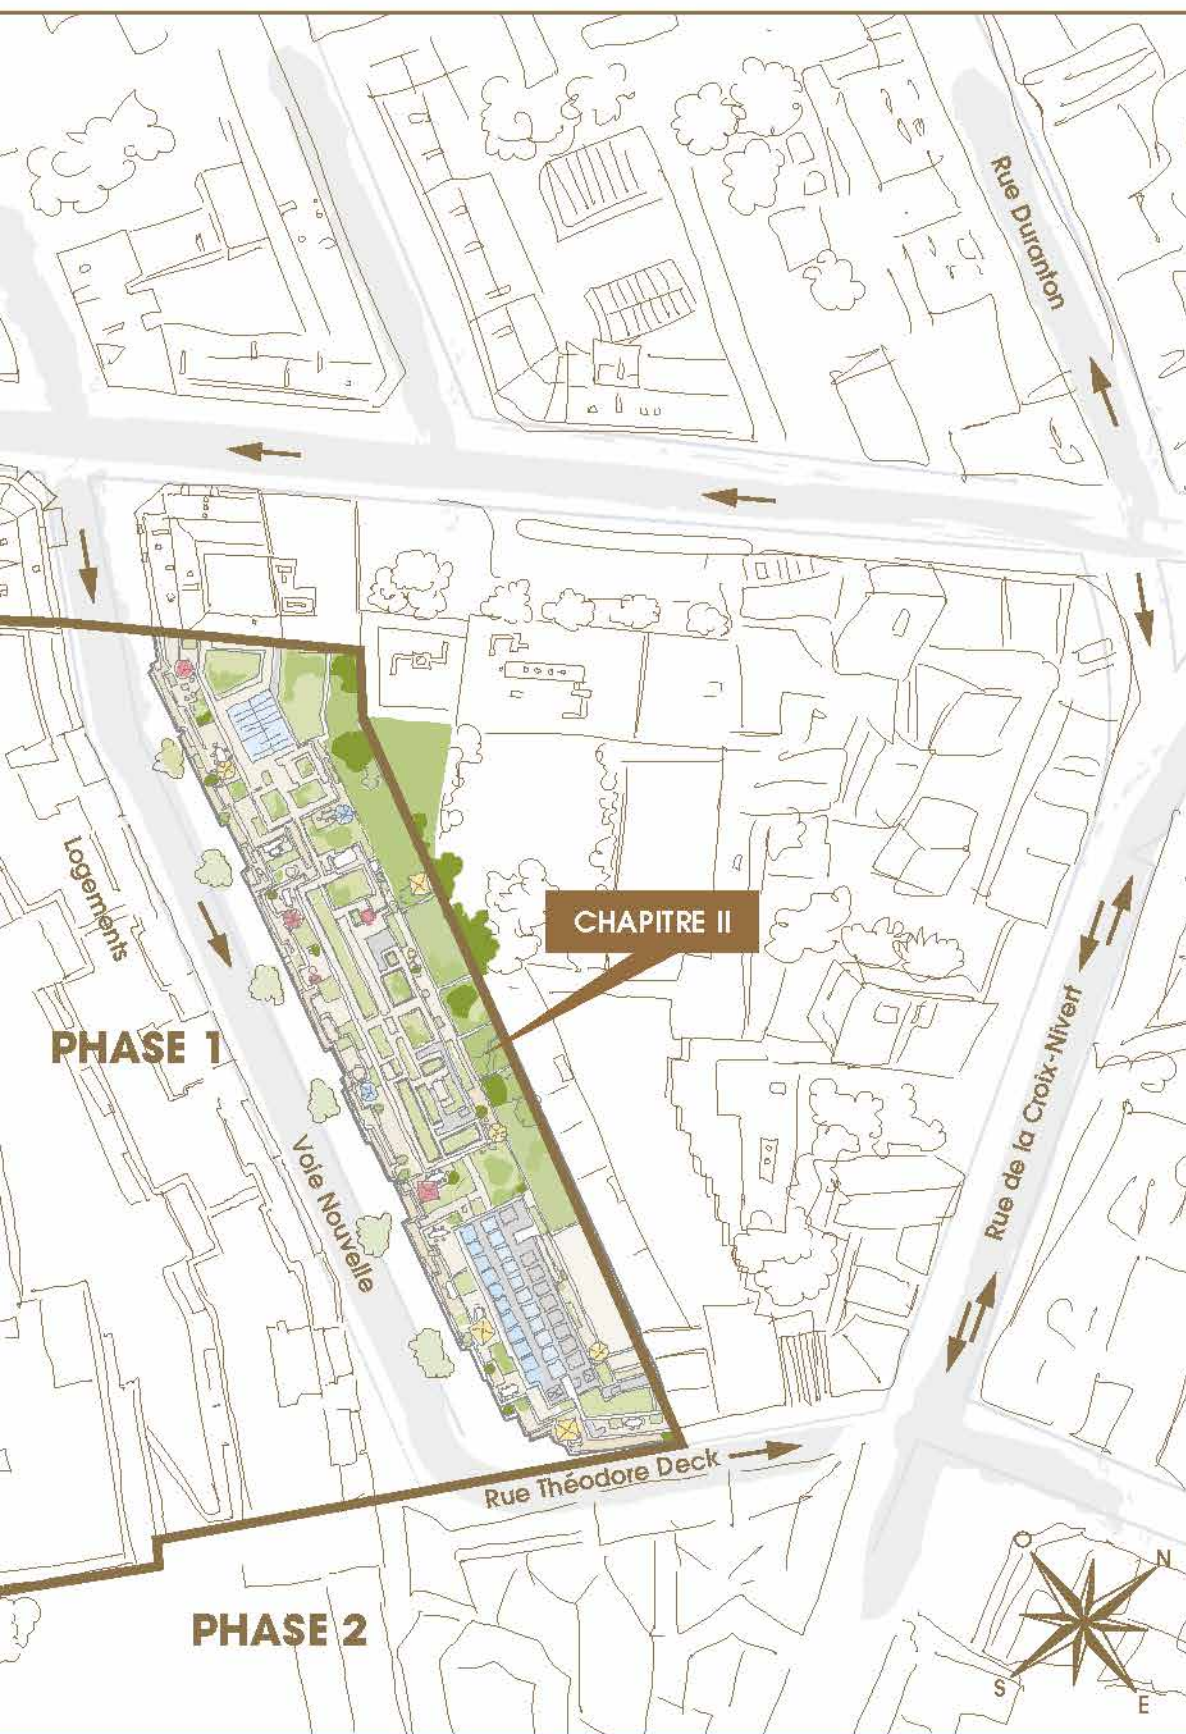 Rue Duranton
Logements
CHAPITRE II
PHASE 1
Rue de la Croix-Nivert
Voie Nouvelle
Rue Théodore Deck
PHASE 2
O
N
S
E